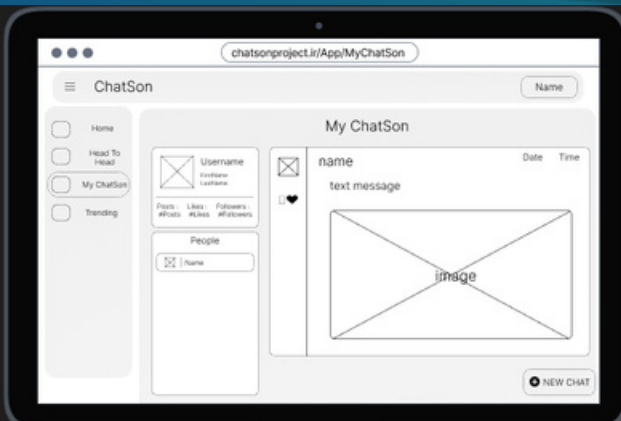 chatsonproject.ir/App/MyChatSon
ChatSon
Name
Home
Head To
Head
My ChatSon
Trending
My ChatSon
Username
FirstName
LastName
Posts : Likes : Followers :
#Posts #Likes #Followers
People
Name
name
Date Time
text message
image
NEW CHAT